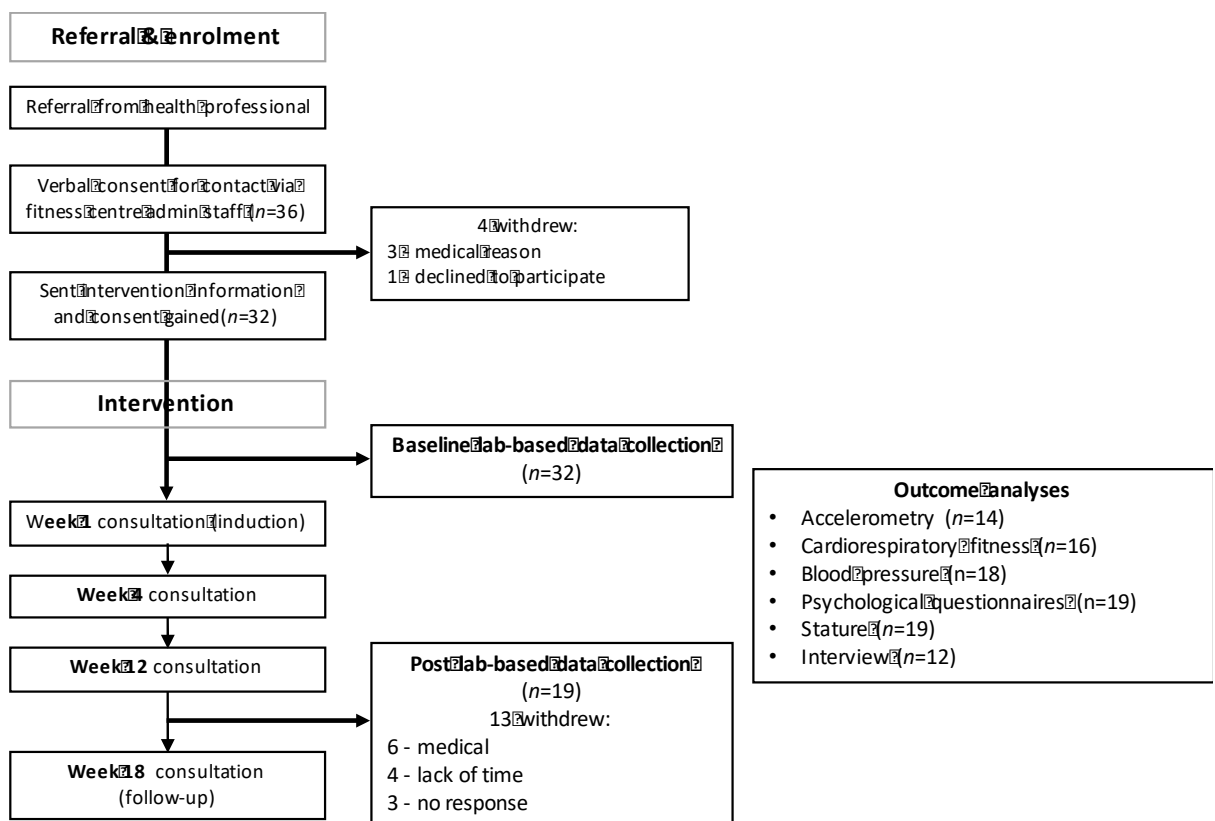 Referral & enrolment
Referral from health professional
Verbal consent for contact via
fitness centre admin staff (n=36)
4 withdrew:
3 - medical reason
1 - declined to participate
Sent intervention information
and consent gained (n=32)
Intervention
Baseline lab-based data collection
(n=32)
Week 1 consultation (induction)
Week 4 consultation
Week 12 consultation
Post lab-based data collection
(n=19)
13 withdrew:
6 - medical
4 - lack of time
3 - no response
Week 18 consultation
(follow-up)
Outcome analyses
• Accelerometry (n=14)
• Cardiorespiratory fitness (n=16)
• Blood pressure (n=18)
• Psychological questionnaires (n=19)
• Stature (n=19)
• Interview (n=12)